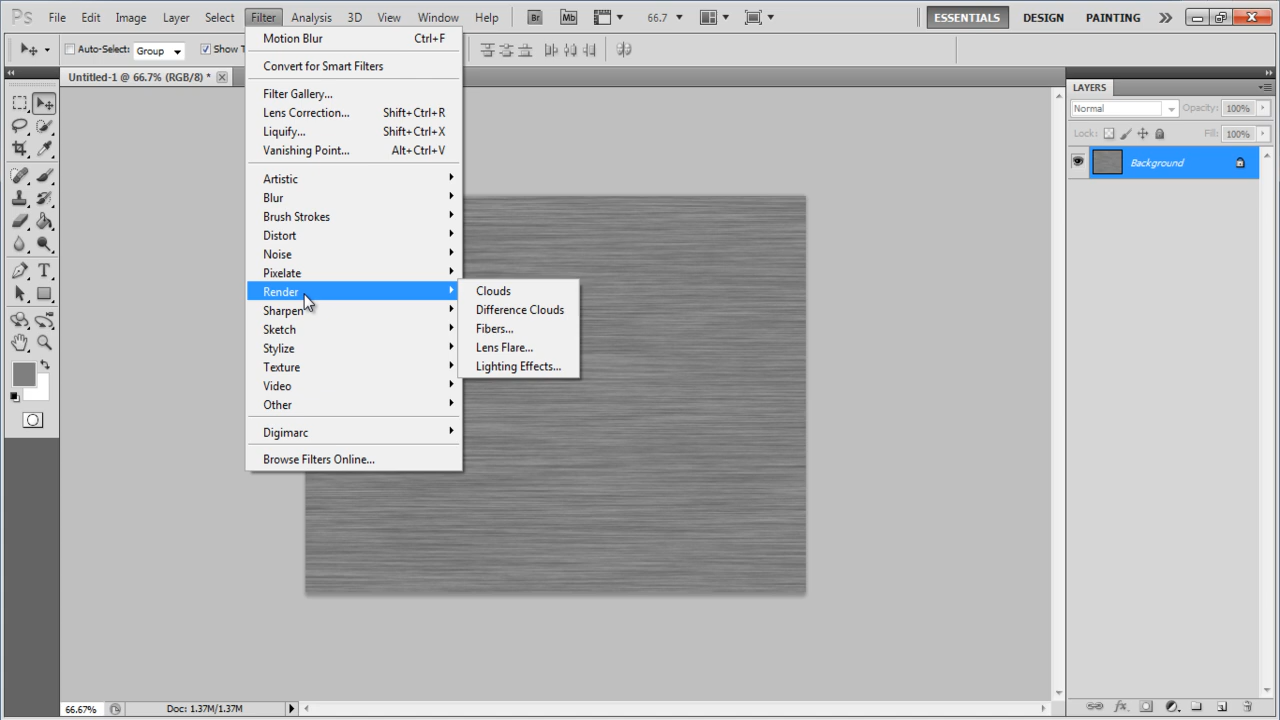 Ps File Edit Image Layer Select Filter Analysis 3D View Window Help Br Mb 66.7 ESSENTIALS DESIGN PAINTING
Auto-Select: Group Show T
Untitled-1 @ 66.7% (RGB/8) *
Motion Blur Ctrl+F
Convert for Smart Filters
Filter Gallery...
Lens Correction... Shift+Ctrl+R
Liquify... Shift+Ctrl+X
Vanishing Point... Alt+Ctrl+V
Artistic
Blur
Brush Strokes
Distort
Noise
Pixelate
Render
Sharpen
Sketch
Stylize
Texture
Video
Other
Digimarc
Browse Filters Online...
Clouds
Difference Clouds
Fibers...
Lens Flare...
Lighting Effects...
LAYERS
Normal Opacity: 100%
Lock: Fill: 100%
Background
66.67% Doc: 1.37M/1.37M